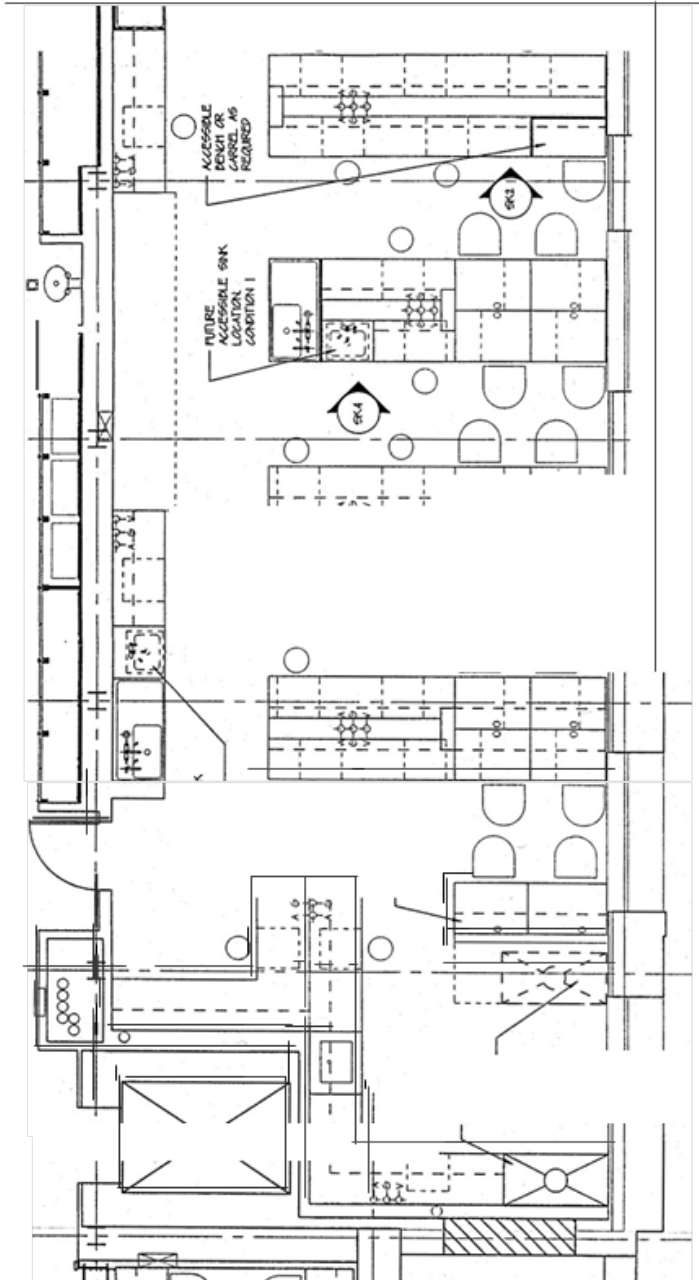 ACCESSIBLE
BENCH OR
CARREL AS
REQUIRED
SK2
FUTURE
ACCESSIBLE SINK
LOCATION,
CONDITION 1
SK4
A G V
A G V
A G V
A G V